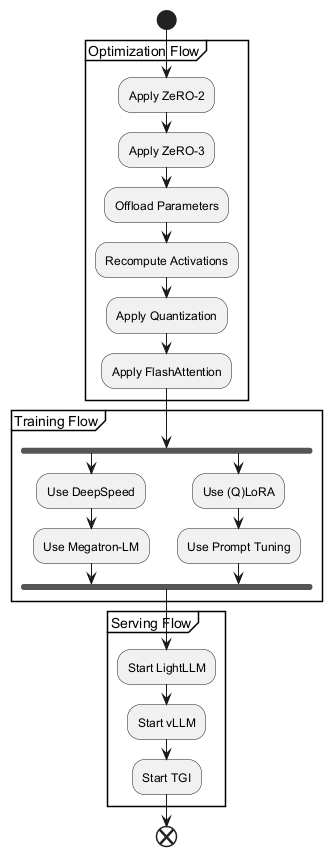 Optimization Flow
Apply ZeRO-2
Apply ZeRO-3
Offload Parameters
Recompute Activations
Apply Quantization
Apply FlashAttention
Training Flow
Use DeepSpeed
Use Megatron-LM
Use (Q)LoRA
Use Prompt Tuning
Serving Flow
Start LightLLM
Start vLLM
Start TGI